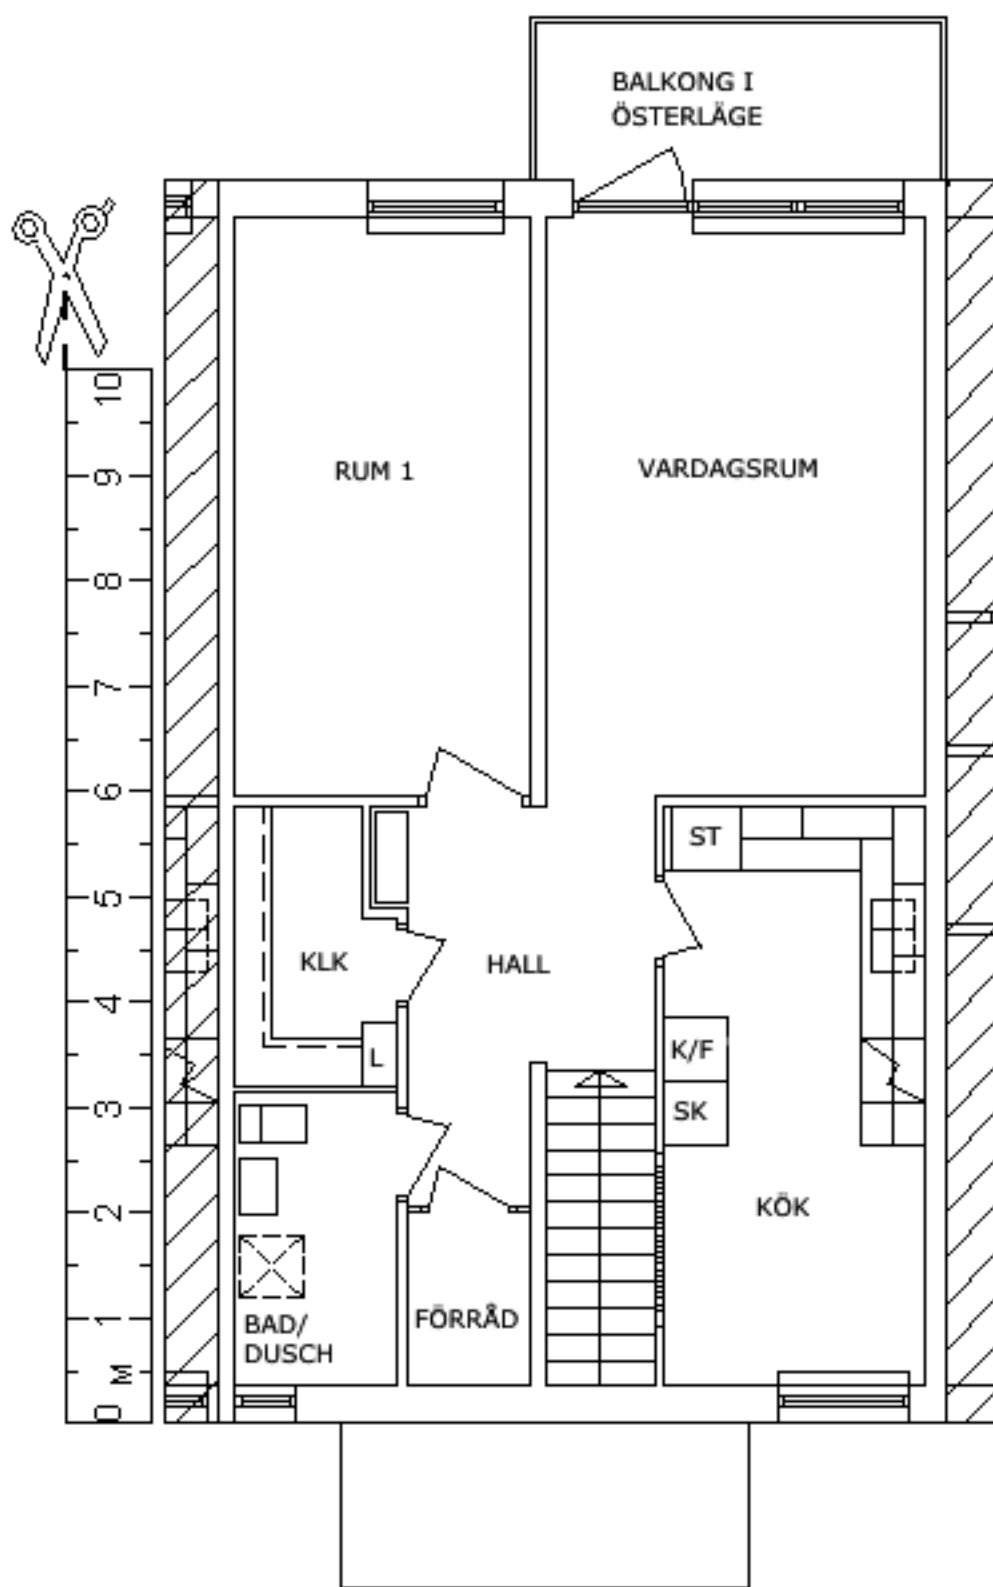 BALKONG I
ÖSTERLÄGE
RUM 1
VARDAGSRUM
ST
KLK
HALL
L
K/F
SK
KÖK
BAD/
DUSCH
FÖRRÅD
10
9
8
7
6
5
4
3
2
1
M
0